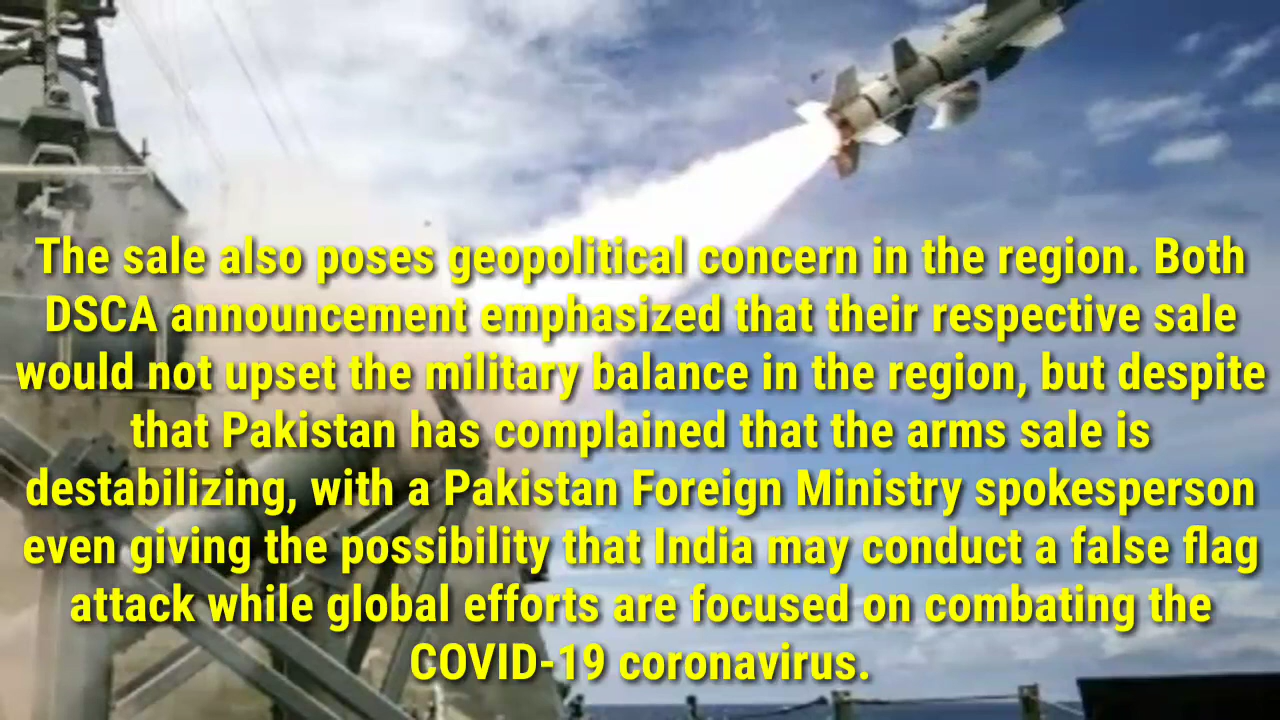 The sale also poses geopolitical concern in the region. Both
DSCA announcement emphasized that their respective sale
would not upset the military balance in the region, but despite
that Pakistan has complained that the arms sale is
destabilizing, with a Pakistan Foreign Ministry spokesperson
even giving the possibility that India may conduct a false flag
attack while global efforts are focused on combating the
COVID-19 coronavirus.